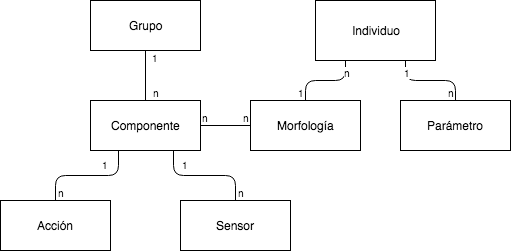 Grupo
Individuo
1
n
1
n
1
n
Componente
n
n
Morfología
Parámetro
1
1
n
n
Acción
Sensor